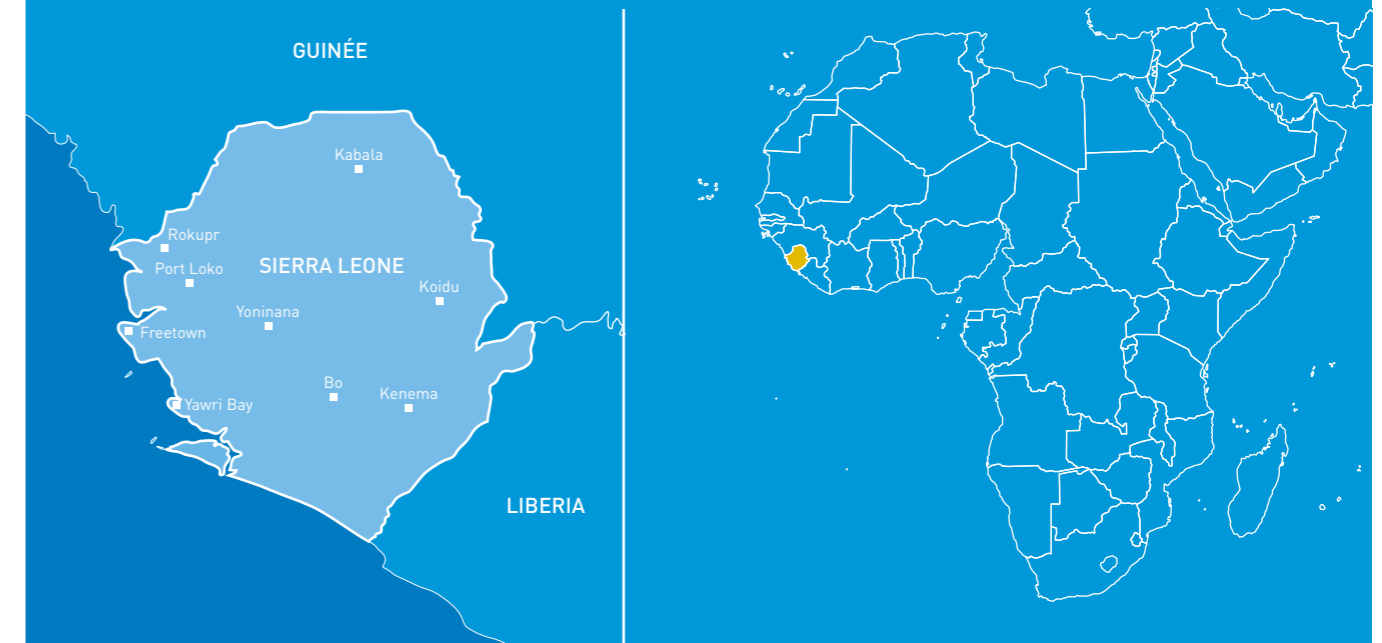 GUINÉE
Kabala
Rokupr
Port Loko
SIERRA LEONE
Koidu
Yoninana
Freetown
Bo
Kenema
Yawri Bay
LIBERIA